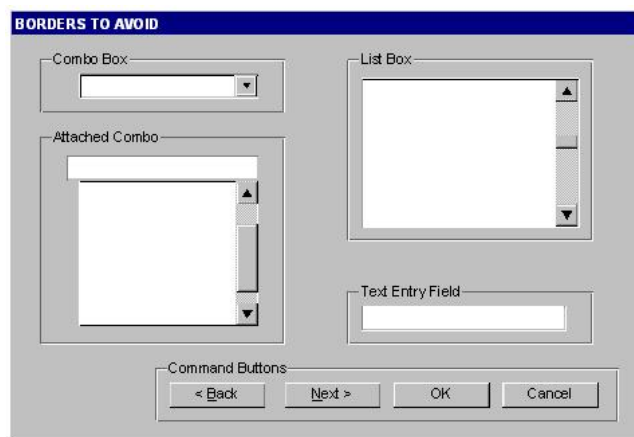 BORDERS TO AVOID
Combo Box
List Box
Attached Combo
Text Entry Field
Command Buttons
< Back
Next >
OK
Cancel